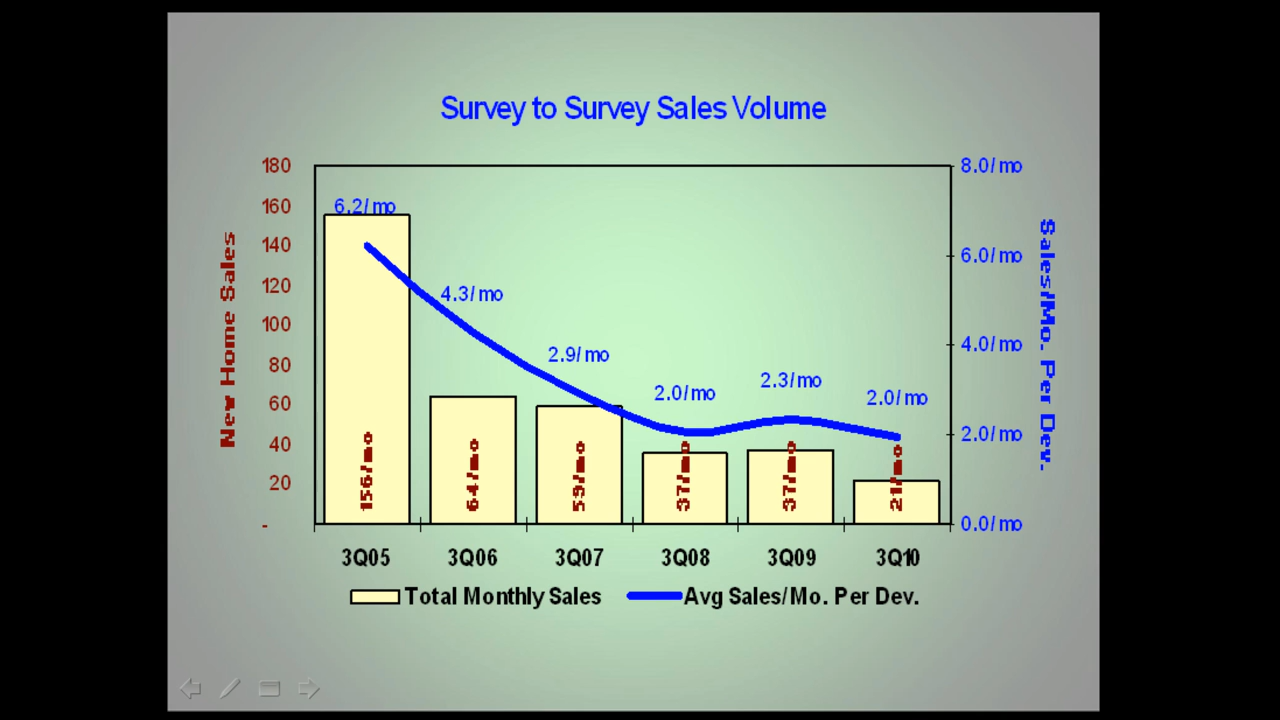 Survey to Survey Sales Volume
180
160
140
120
100
80
60
40
20
-
New Home Sales
8.0/mo
6.0/mo
4.0/mo
2.0/mo
0.0/mo
Sales/Mo. Per Dev.
6.2/mo
4.3/mo
2.9/mo
2.0/mo
2.3/mo
2.0/mo
156/mo
64/mo
59/mo
37/mo
37/mo
21/mo
3Q05 3Q06 3Q07 3Q08 3Q09 3Q10
Total Monthly Sales Avg Sales/Mo. Per Dev.